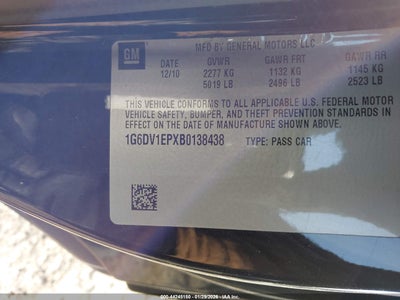 GM
MFG BY GENERAL MOTORS LLC
DATE GVWR GAWR FRT GAWR RR
12/10 2277 KG 1132 KG 1145 KG
5019 LB 2496 LB 2523 LB
THIS VEHICLE CONFORMS TO ALL APPLICABLE U.S. FEDERAL MOTOR
VEHICLE SAFETY, BUMPER, AND THEFT PREVENTION STANDARDS IN
EFFECT ON THE DATE OF MANUFACTURE SHOWN ABOVE.
1G6DV1EPXB0138438 TYPE: PASS CAR